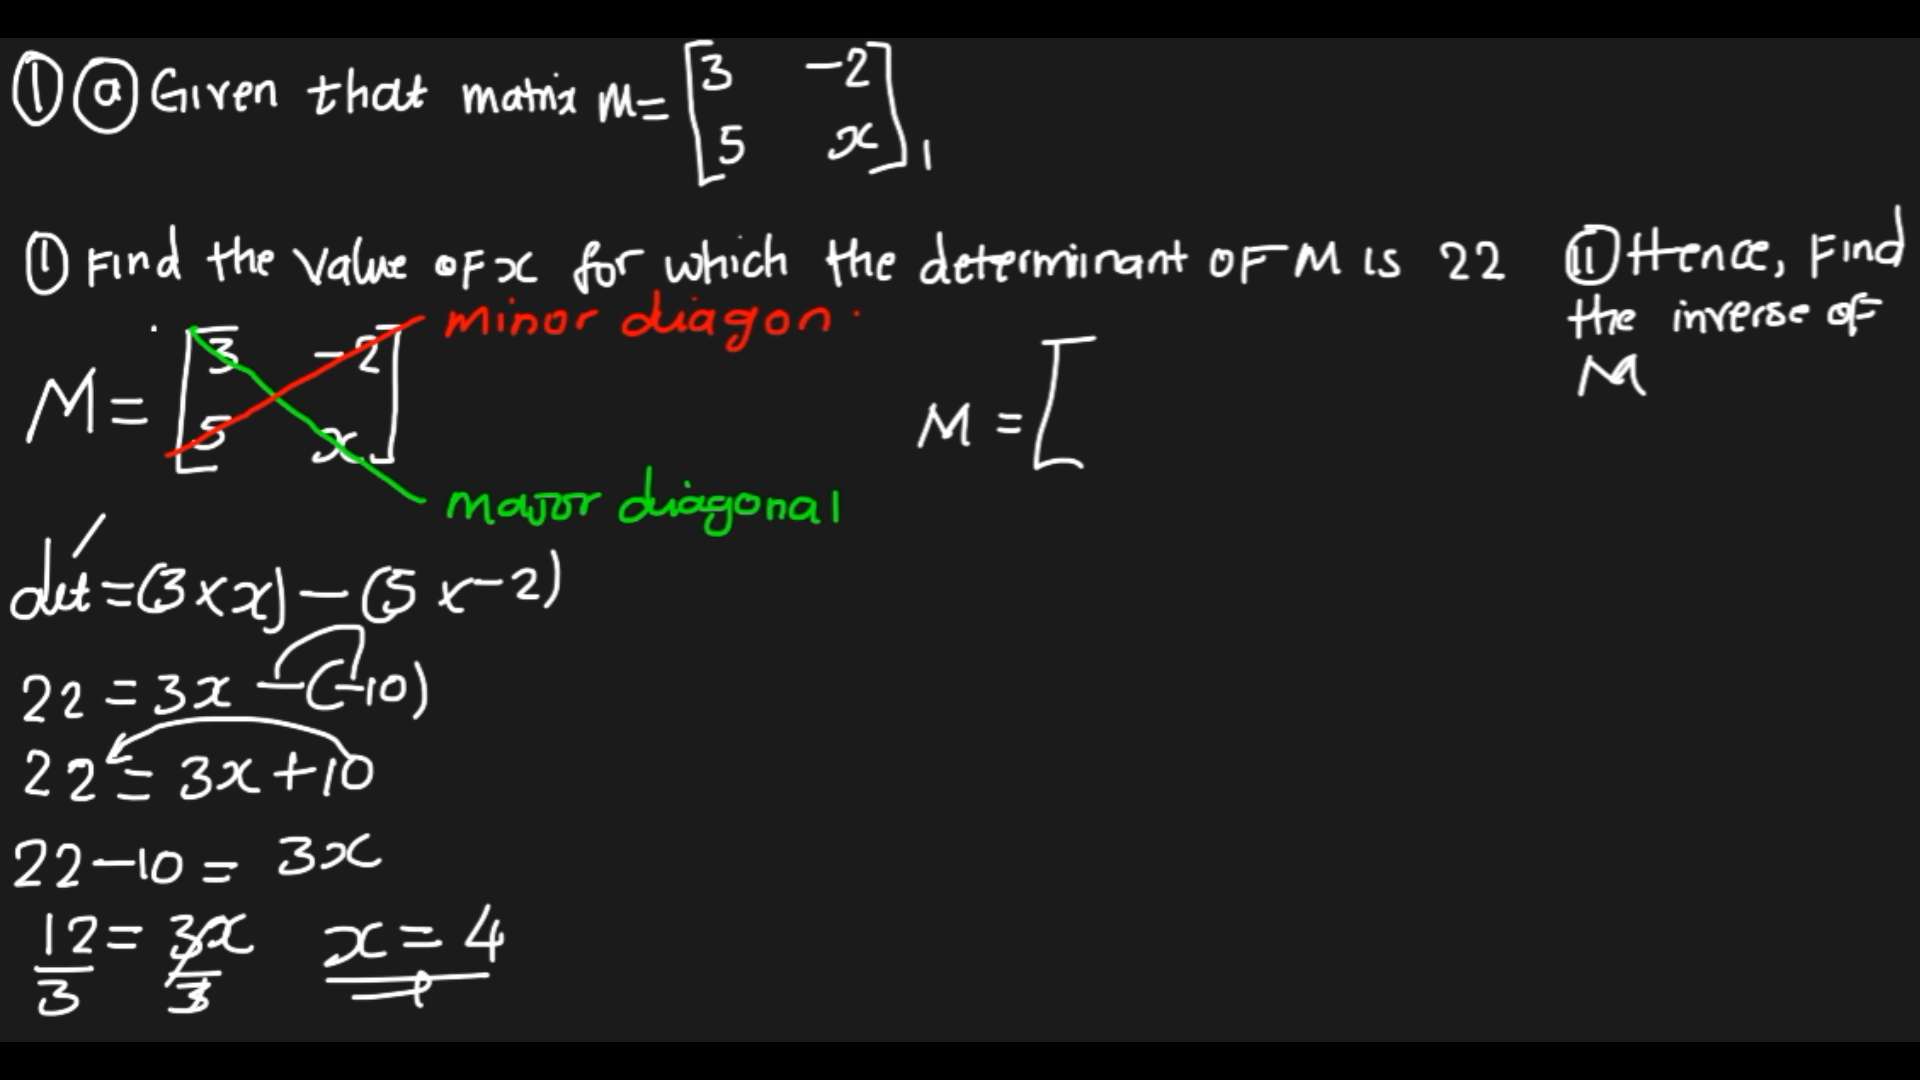 ① ⓐ Given that matrix M = [3 -2
5 x],
① Find the value of x for which the determinant of M is 22
M = [3 -2
5 x]
minor diagon
major diagonal
det = (3 × x) - (5 × -2)
22 = 3x - (-10)
22 = 3x + 10
22 - 10 = 3x
12/3 = 3x/3 x = 4
⑪ Hence, Find
the inverse of
M
M = [